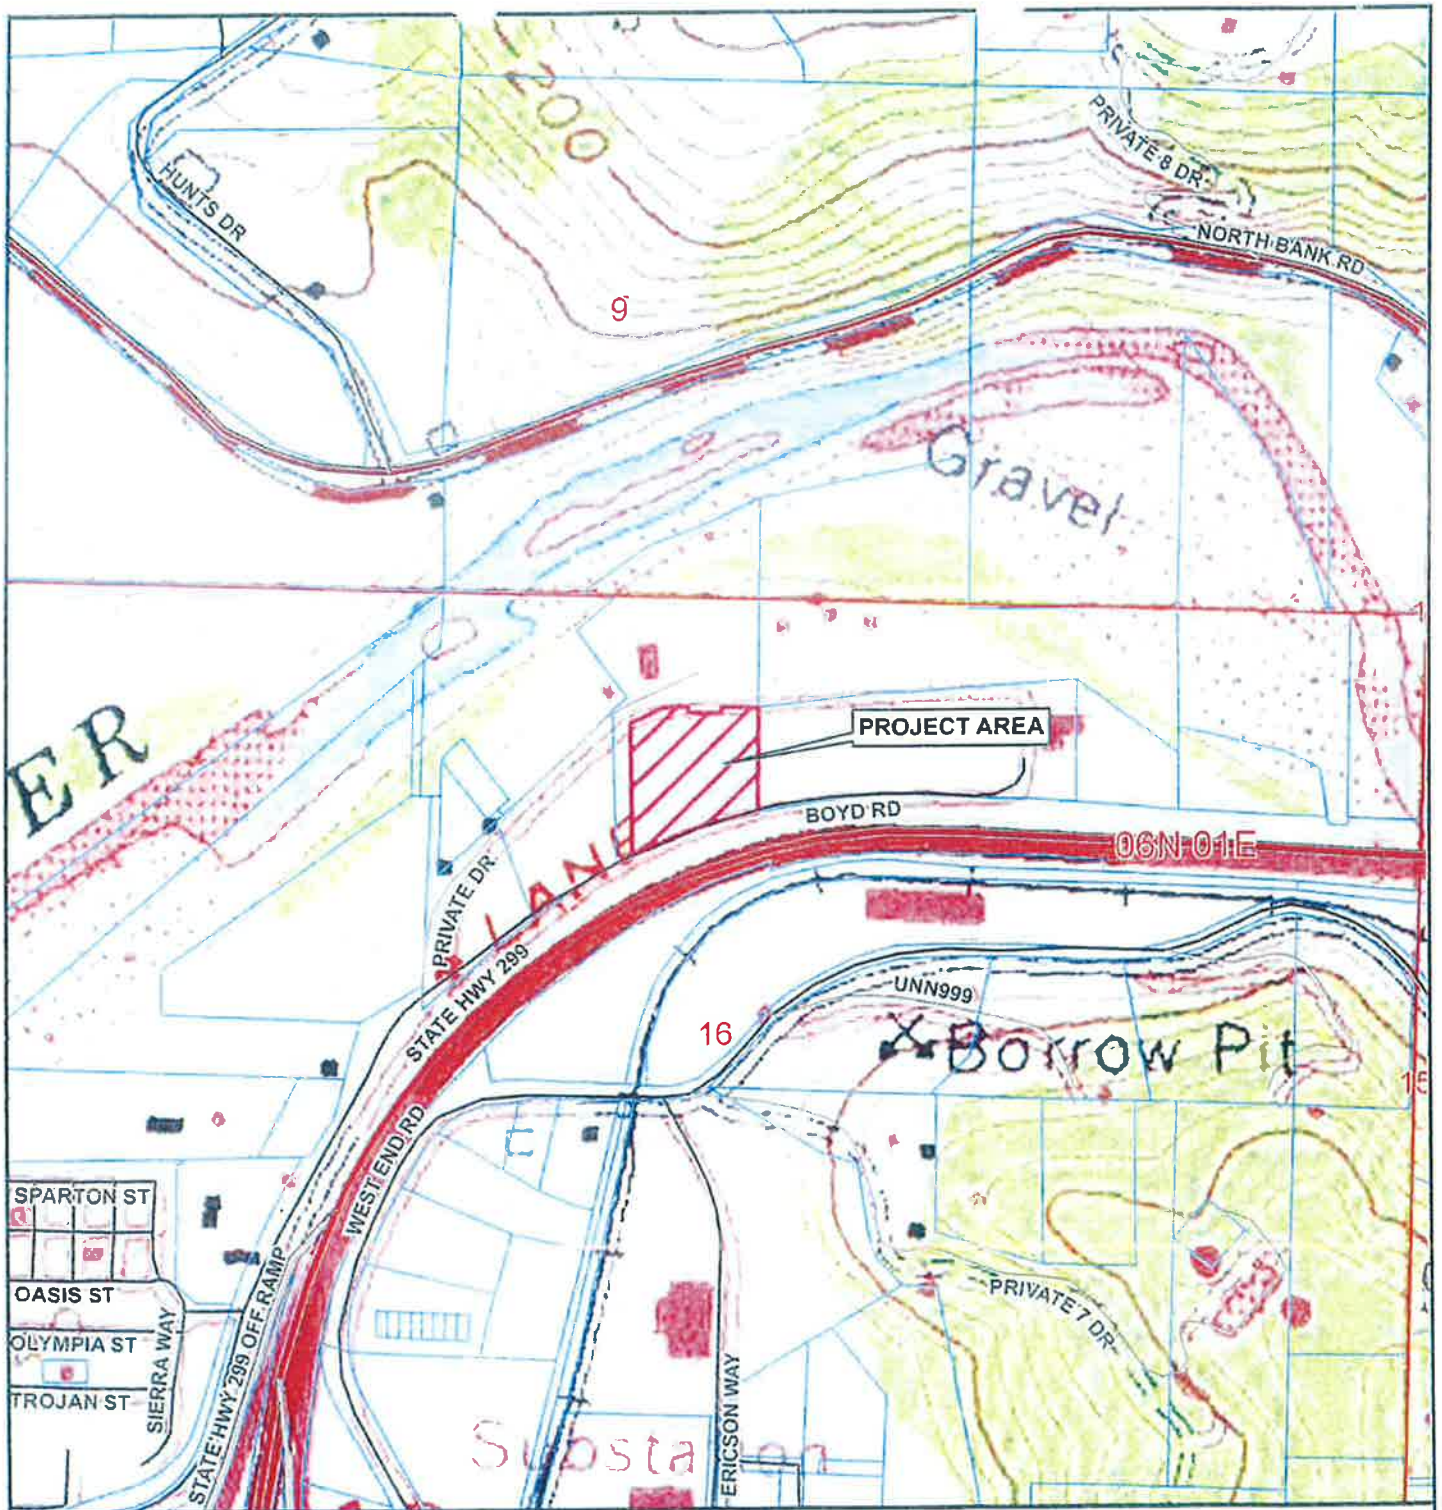 200
PRIVATE 8 DR
HUNTS DR
NORTH BANK RD
9
Gravel
ER
PROJECT AREA
BOYD RD
06N 01E
PRIVATE DR
STATE HWY 299
UNN999
16
Borrow Pit
15
WEST END RD
SPARTON ST
OASIS ST
OLYMPIA ST
TROJAN ST
SIERRA WAY
STATE HWY 299 OFF RAMP
PRIVATE 7 DR
ERICSON WAY